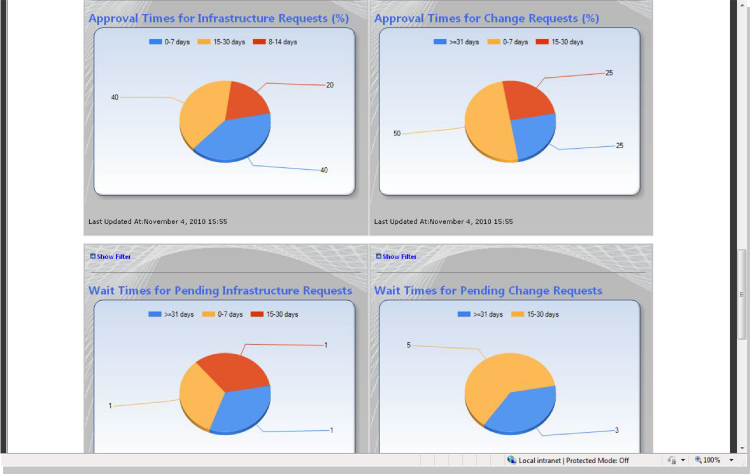 Approval Times for Infrastructure Requests (%)
0-7 days 15-30 days 8-14 days
40
20
40
Last Updated At:November 4, 2010 15:55
Approval Times for Change Requests (%)
>=31 days 0-7 days 15-30 days
25
50
25
Last Updated At:November 4, 2010 15:55
Show Filter
Wait Times for Pending Infrastructure Requests
>=31 days 0-7 days 15-30 days
1
1
1
Show Filter
Wait Times for Pending Change Requests
>=31 days 15-30 days
5
3
Local intranet | Protected Mode: Off
100%